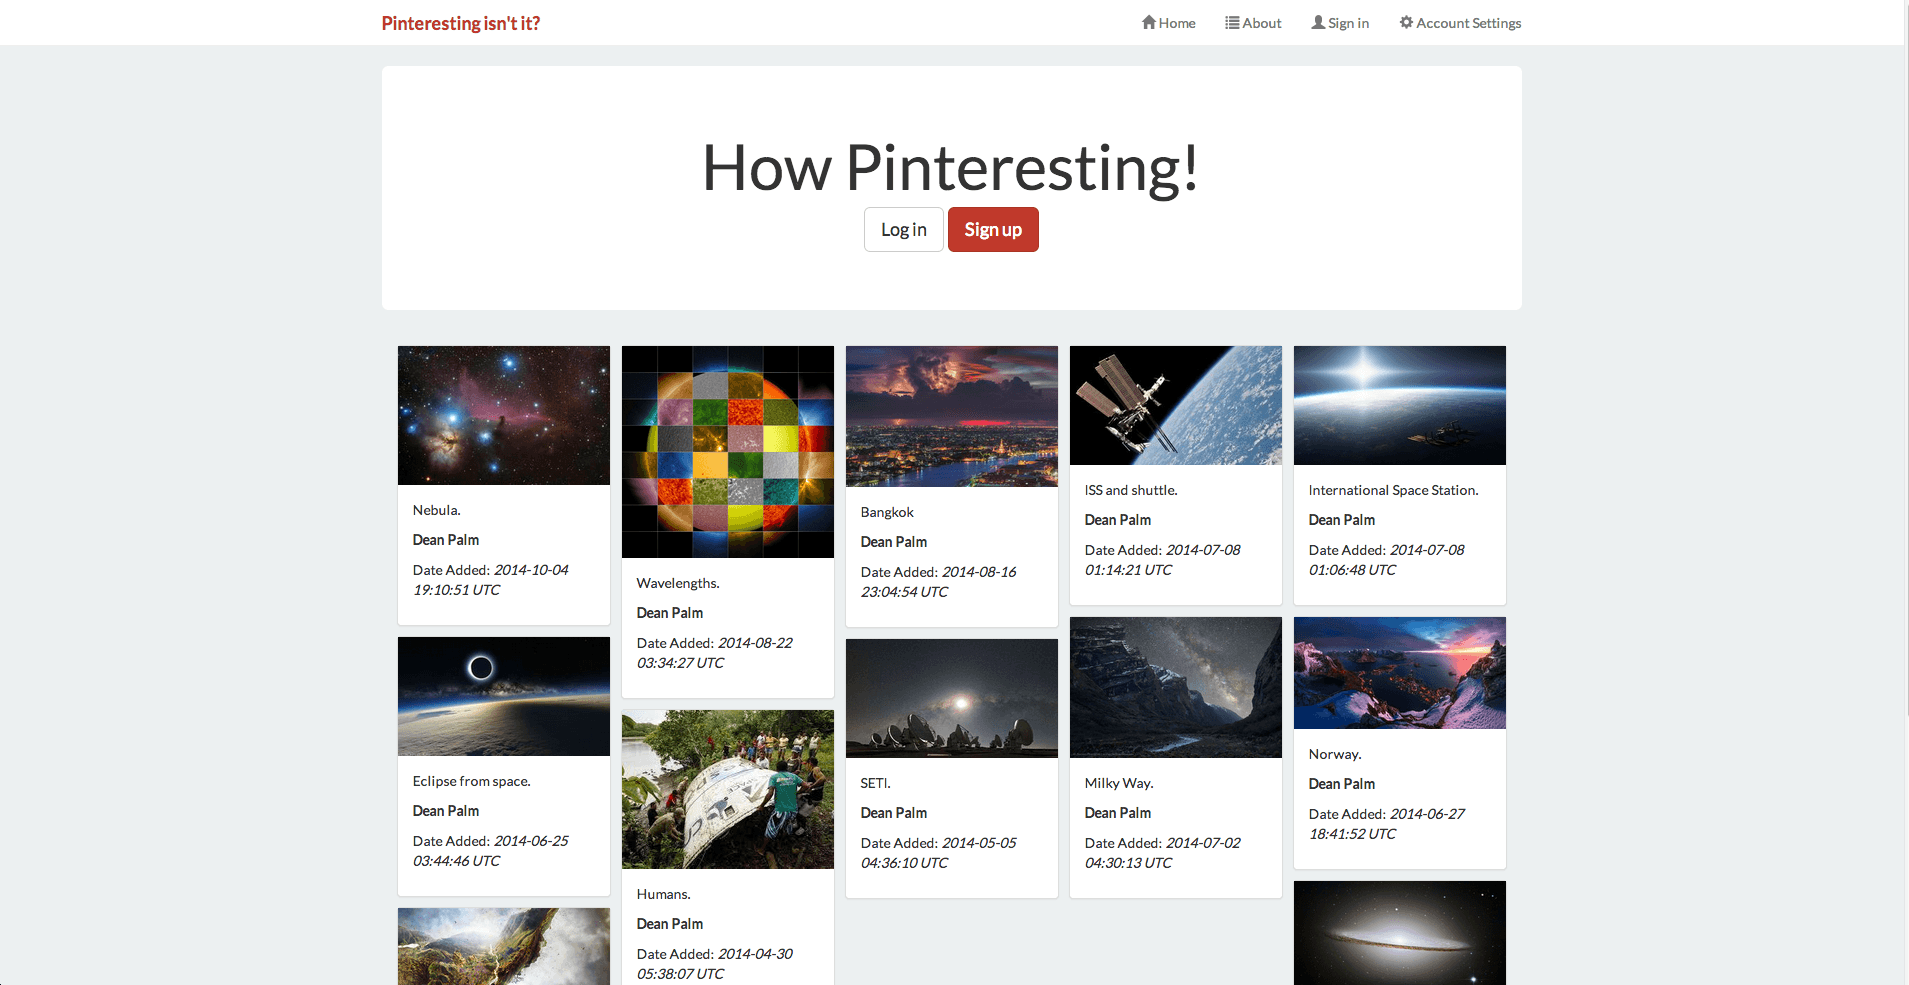 Pinteresting isn't it?
Home
About
Sign in
Account Settings
How Pinteresting!
Log in
Sign up
Nebula.
Dean Palm
Date Added: 2014-10-04
19:10:51 UTC
Wavelengths.
Dean Palm
Date Added: 2014-08-22
03:34:27 UTC
Bangkok
Dean Palm
Date Added: 2014-08-16
23:04:54 UTC
ISS and shuttle.
Dean Palm
Date Added: 2014-07-08
01:14:21 UTC
International Space Station.
Dean Palm
Date Added: 2014-07-08
01:06:48 UTC
Eclipse from space.
Dean Palm
Date Added: 2014-06-25
03:44:46 UTC
Humans.
Dean Palm
Date Added: 2014-04-30
05:38:07 UTC
SETI.
Dean Palm
Date Added: 2014-05-05
04:36:10 UTC
Milky Way.
Dean Palm
Date Added: 2014-07-02
04:30:13 UTC
Norway.
Dean Palm
Date Added: 2014-06-27
18:41:52 UTC